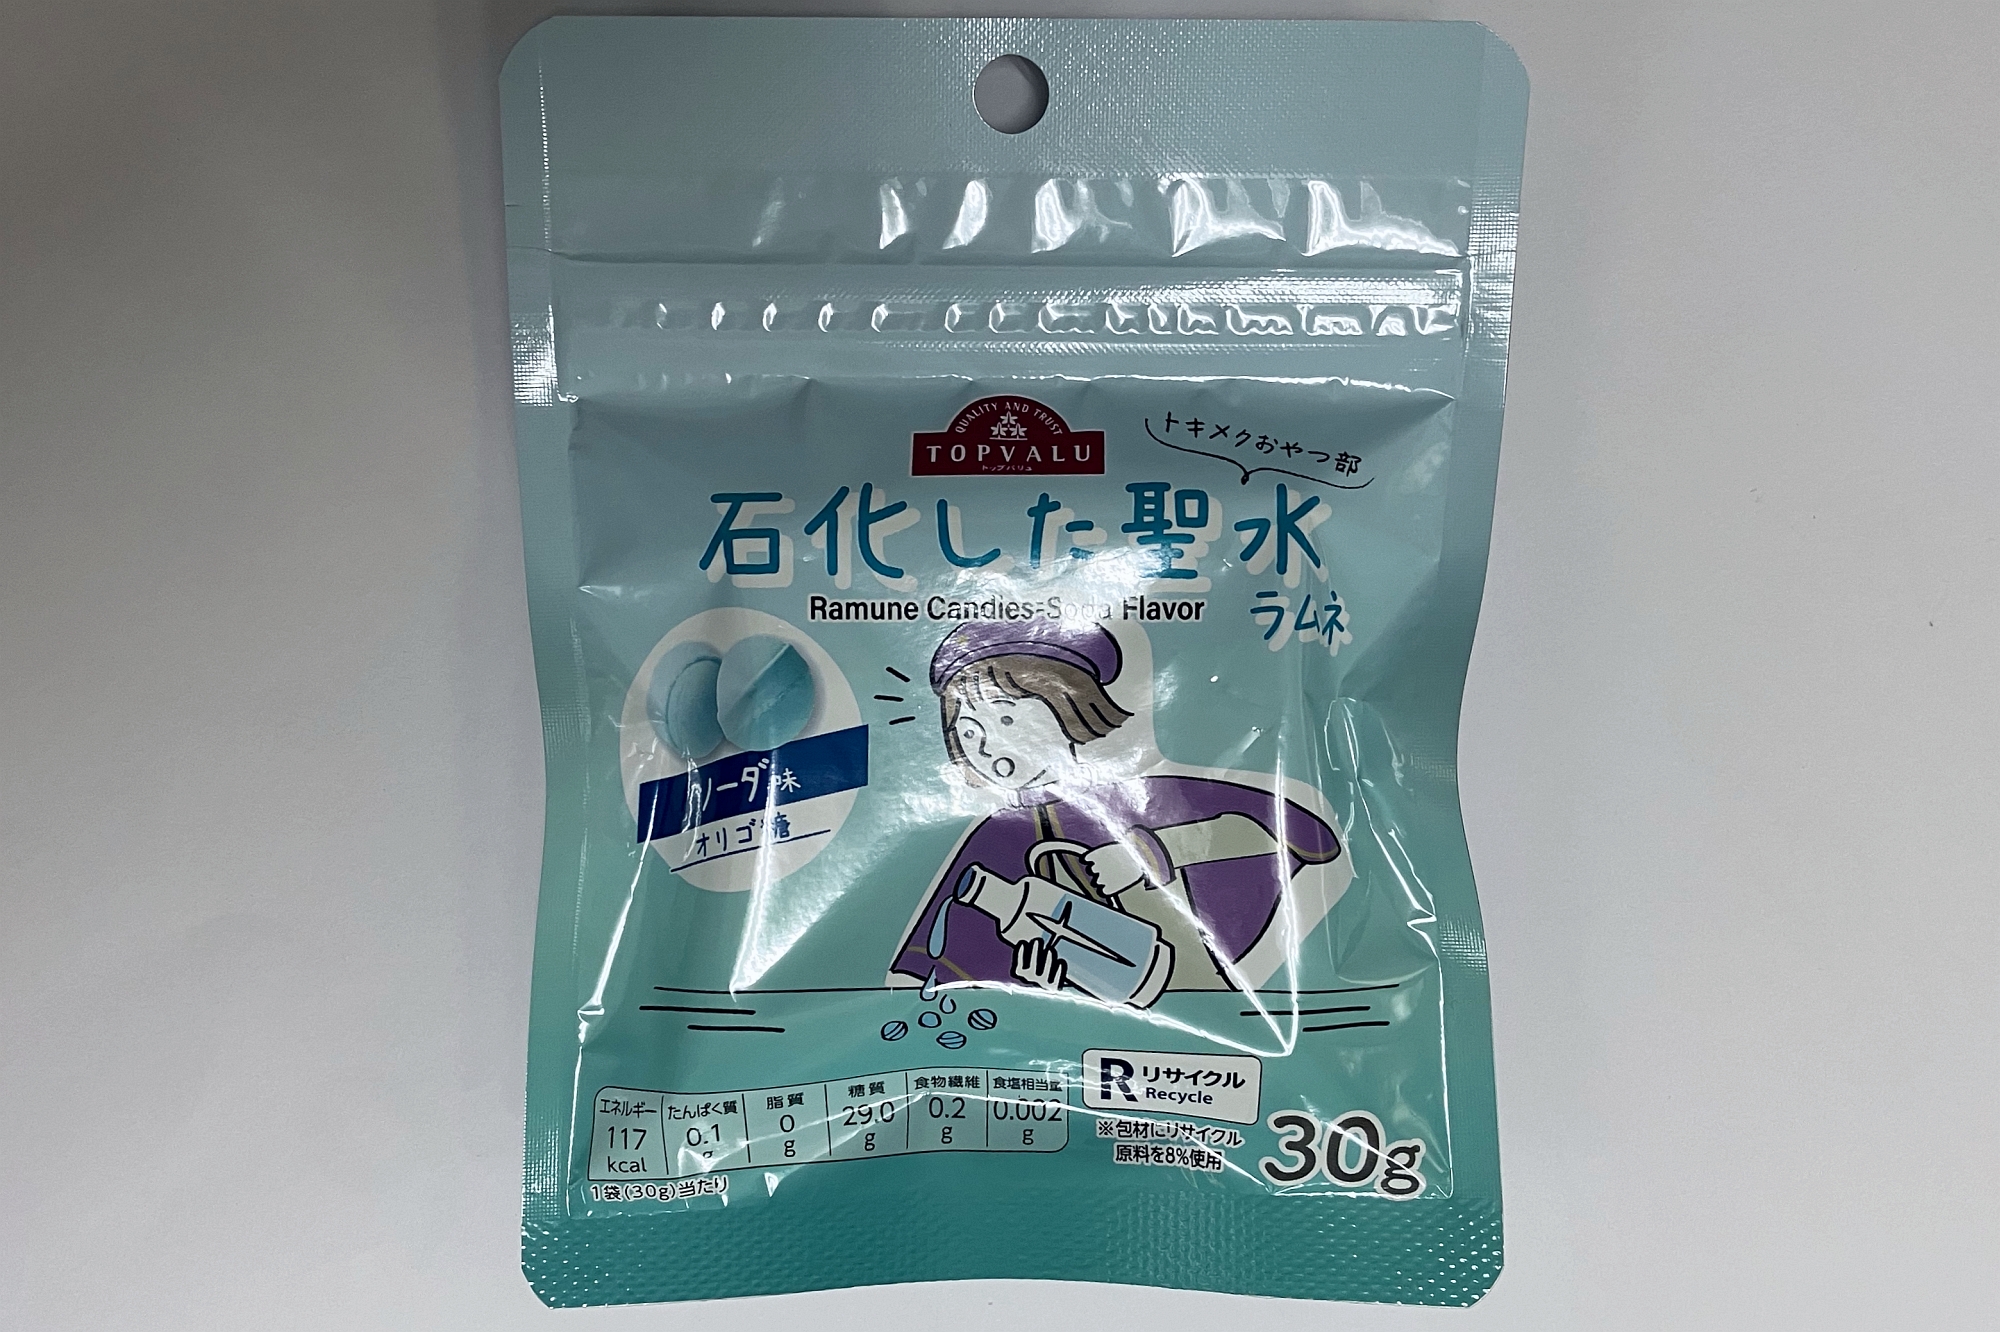 QUALITY AND TRUST
TOPVALU
トップバリュ
トキメクおやつ部
石化した聖水
Ramune Candies-Soda Flavor
ラムネ
ソーダ味
オリゴ糖
エネルギー 117 kcal
たんぱく質 0.1 g
脂質 0 g
糖質 29.0 g
食物繊維 0.2 g
食塩相当量 0.002 g
1袋(30g)当たり
R リサイクル
Recycle
※包材にリサイクル
原料を8%使用
30g